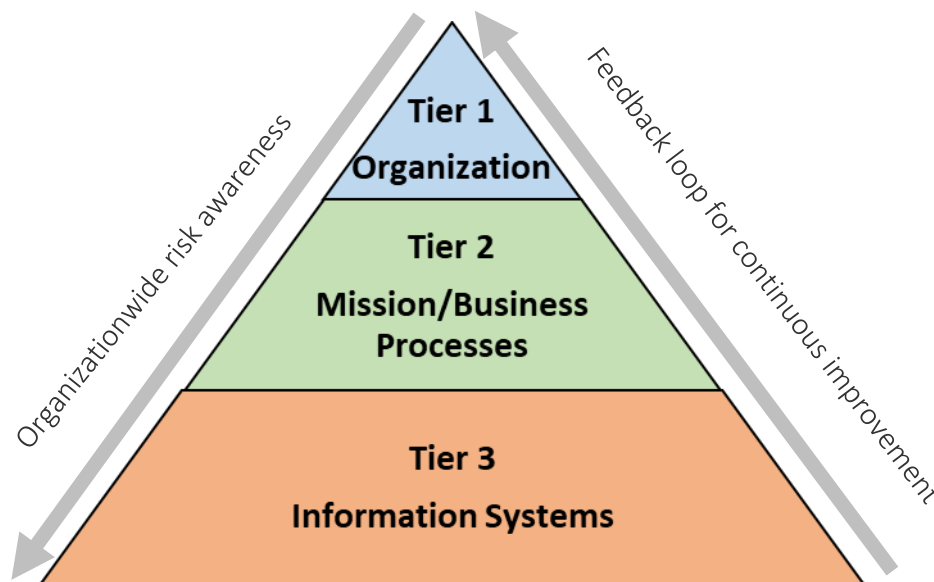 Tier 1
Organization
Tier 2
Mission/Business
Processes
Tier 3
Information Systems
Organizationwide risk awareness
Feedback loop for continuous improvement